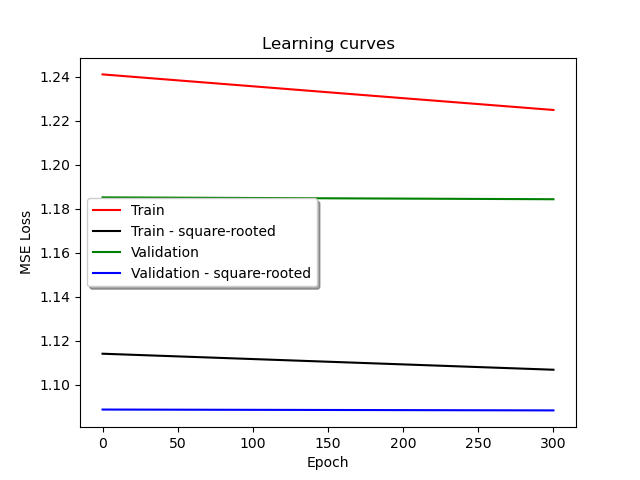 Learning curves
MSE Loss
1.24
1.22
1.20
1.18
1.16
1.14
1.12
1.10
Train
Train - square-rooted
Validation
Validation - square-rooted
0 50 100 150 200 250 300
Epoch